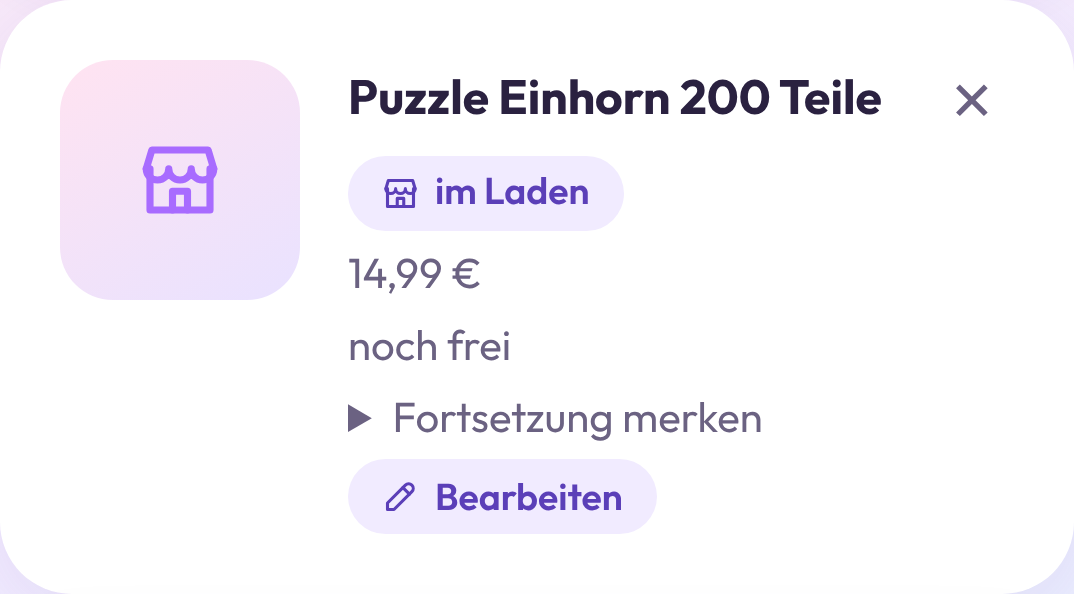 Puzzle Einhorn 200 Teile
im Laden
14,99 €
noch frei
Fortsetzung merken
Bearbeiten